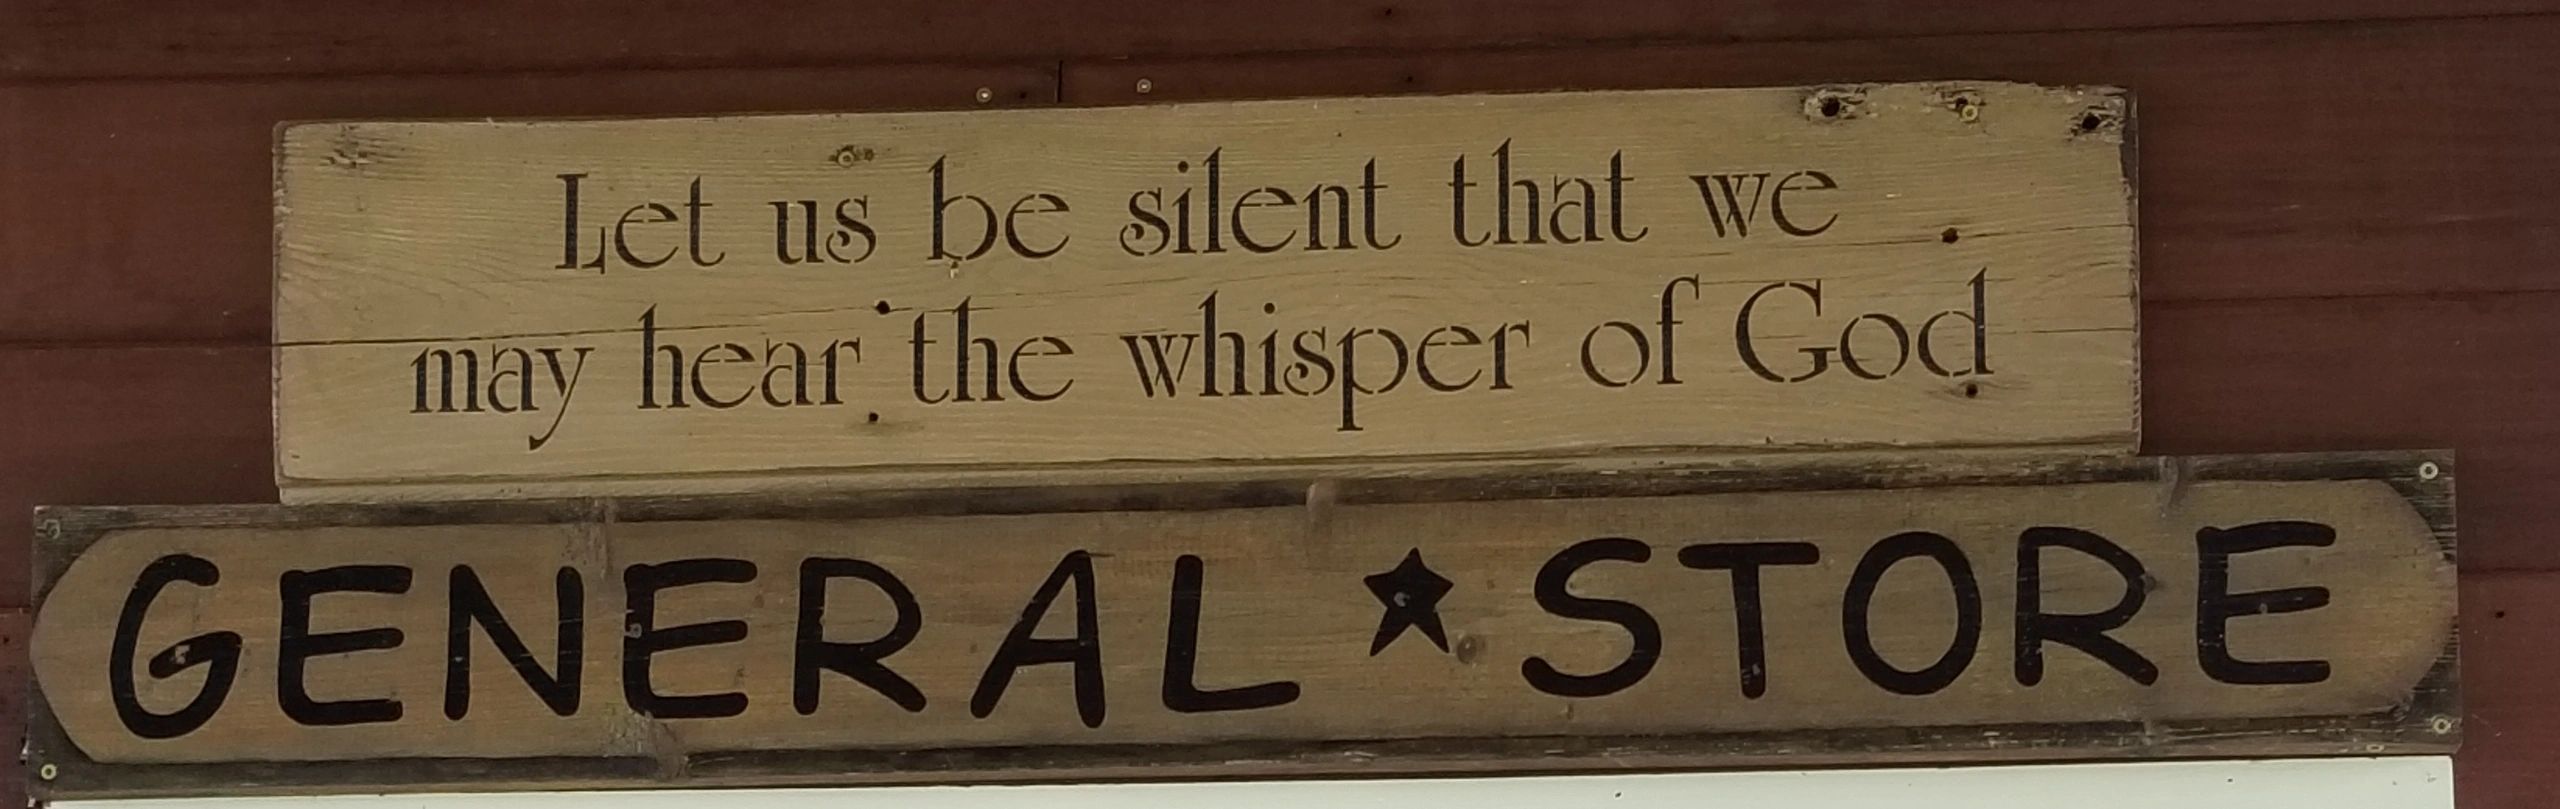 Let us be silent that we
may hear the whisper of God
GENERAL ★ STORE